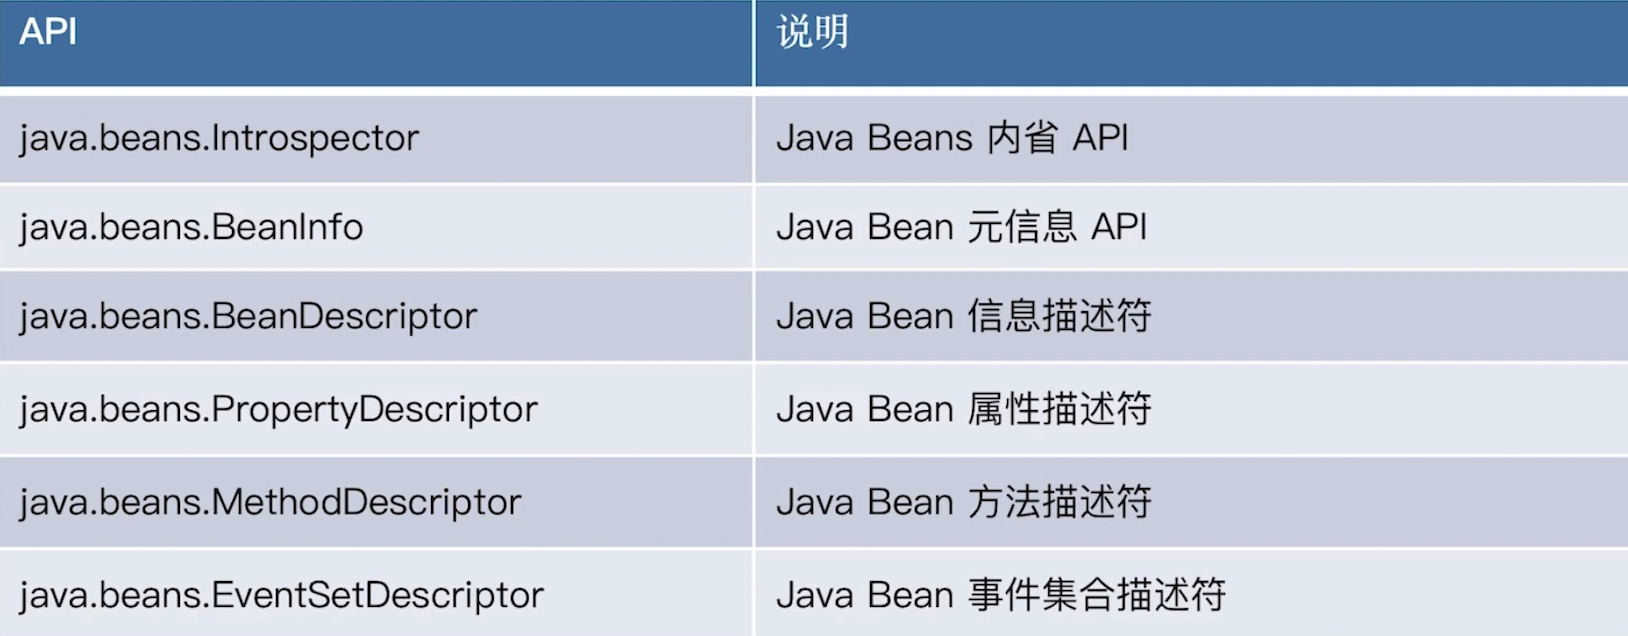 API 说明
java.beans.Introspector Java Beans 内省 API
java.beans.BeanInfo Java Bean 元信息 API
java.beans.BeanDescriptor Java Bean 信息描述符
java.beans.PropertyDescriptor Java Bean 属性描述符
java.beans.MethodDescriptor Java Bean 方法描述符
java.beans.EventSetDescriptor Java Bean 事件集合描述符